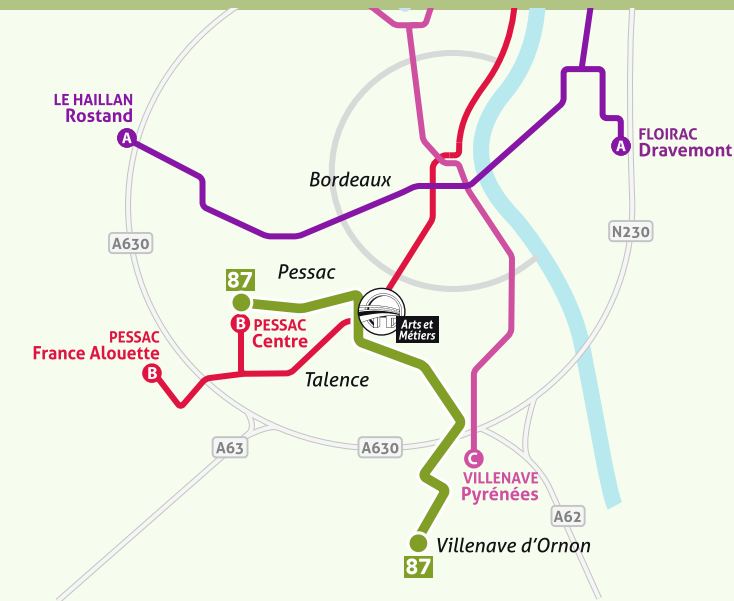 LE HAILLAN
Rostand
A
FLOIRAC
Dravemont
A
Bordeaux
N230
A630
87
Pessac
B
PESSAC
Centre
Arts et
Métiers
PESSAC
France Alouette
B
Talence
A63
A630
C
VILLENAVE
Pyrénées
A62
Villenave d'Ornon
87